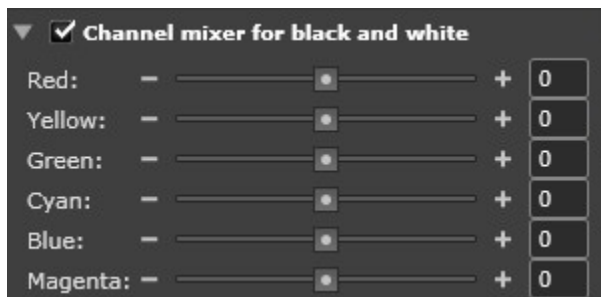 Channel mixer for black and white
Red: − + 0
Yellow: − + 0
Green: − + 0
Cyan: − + 0
Blue: − + 0
Magenta: − + 0